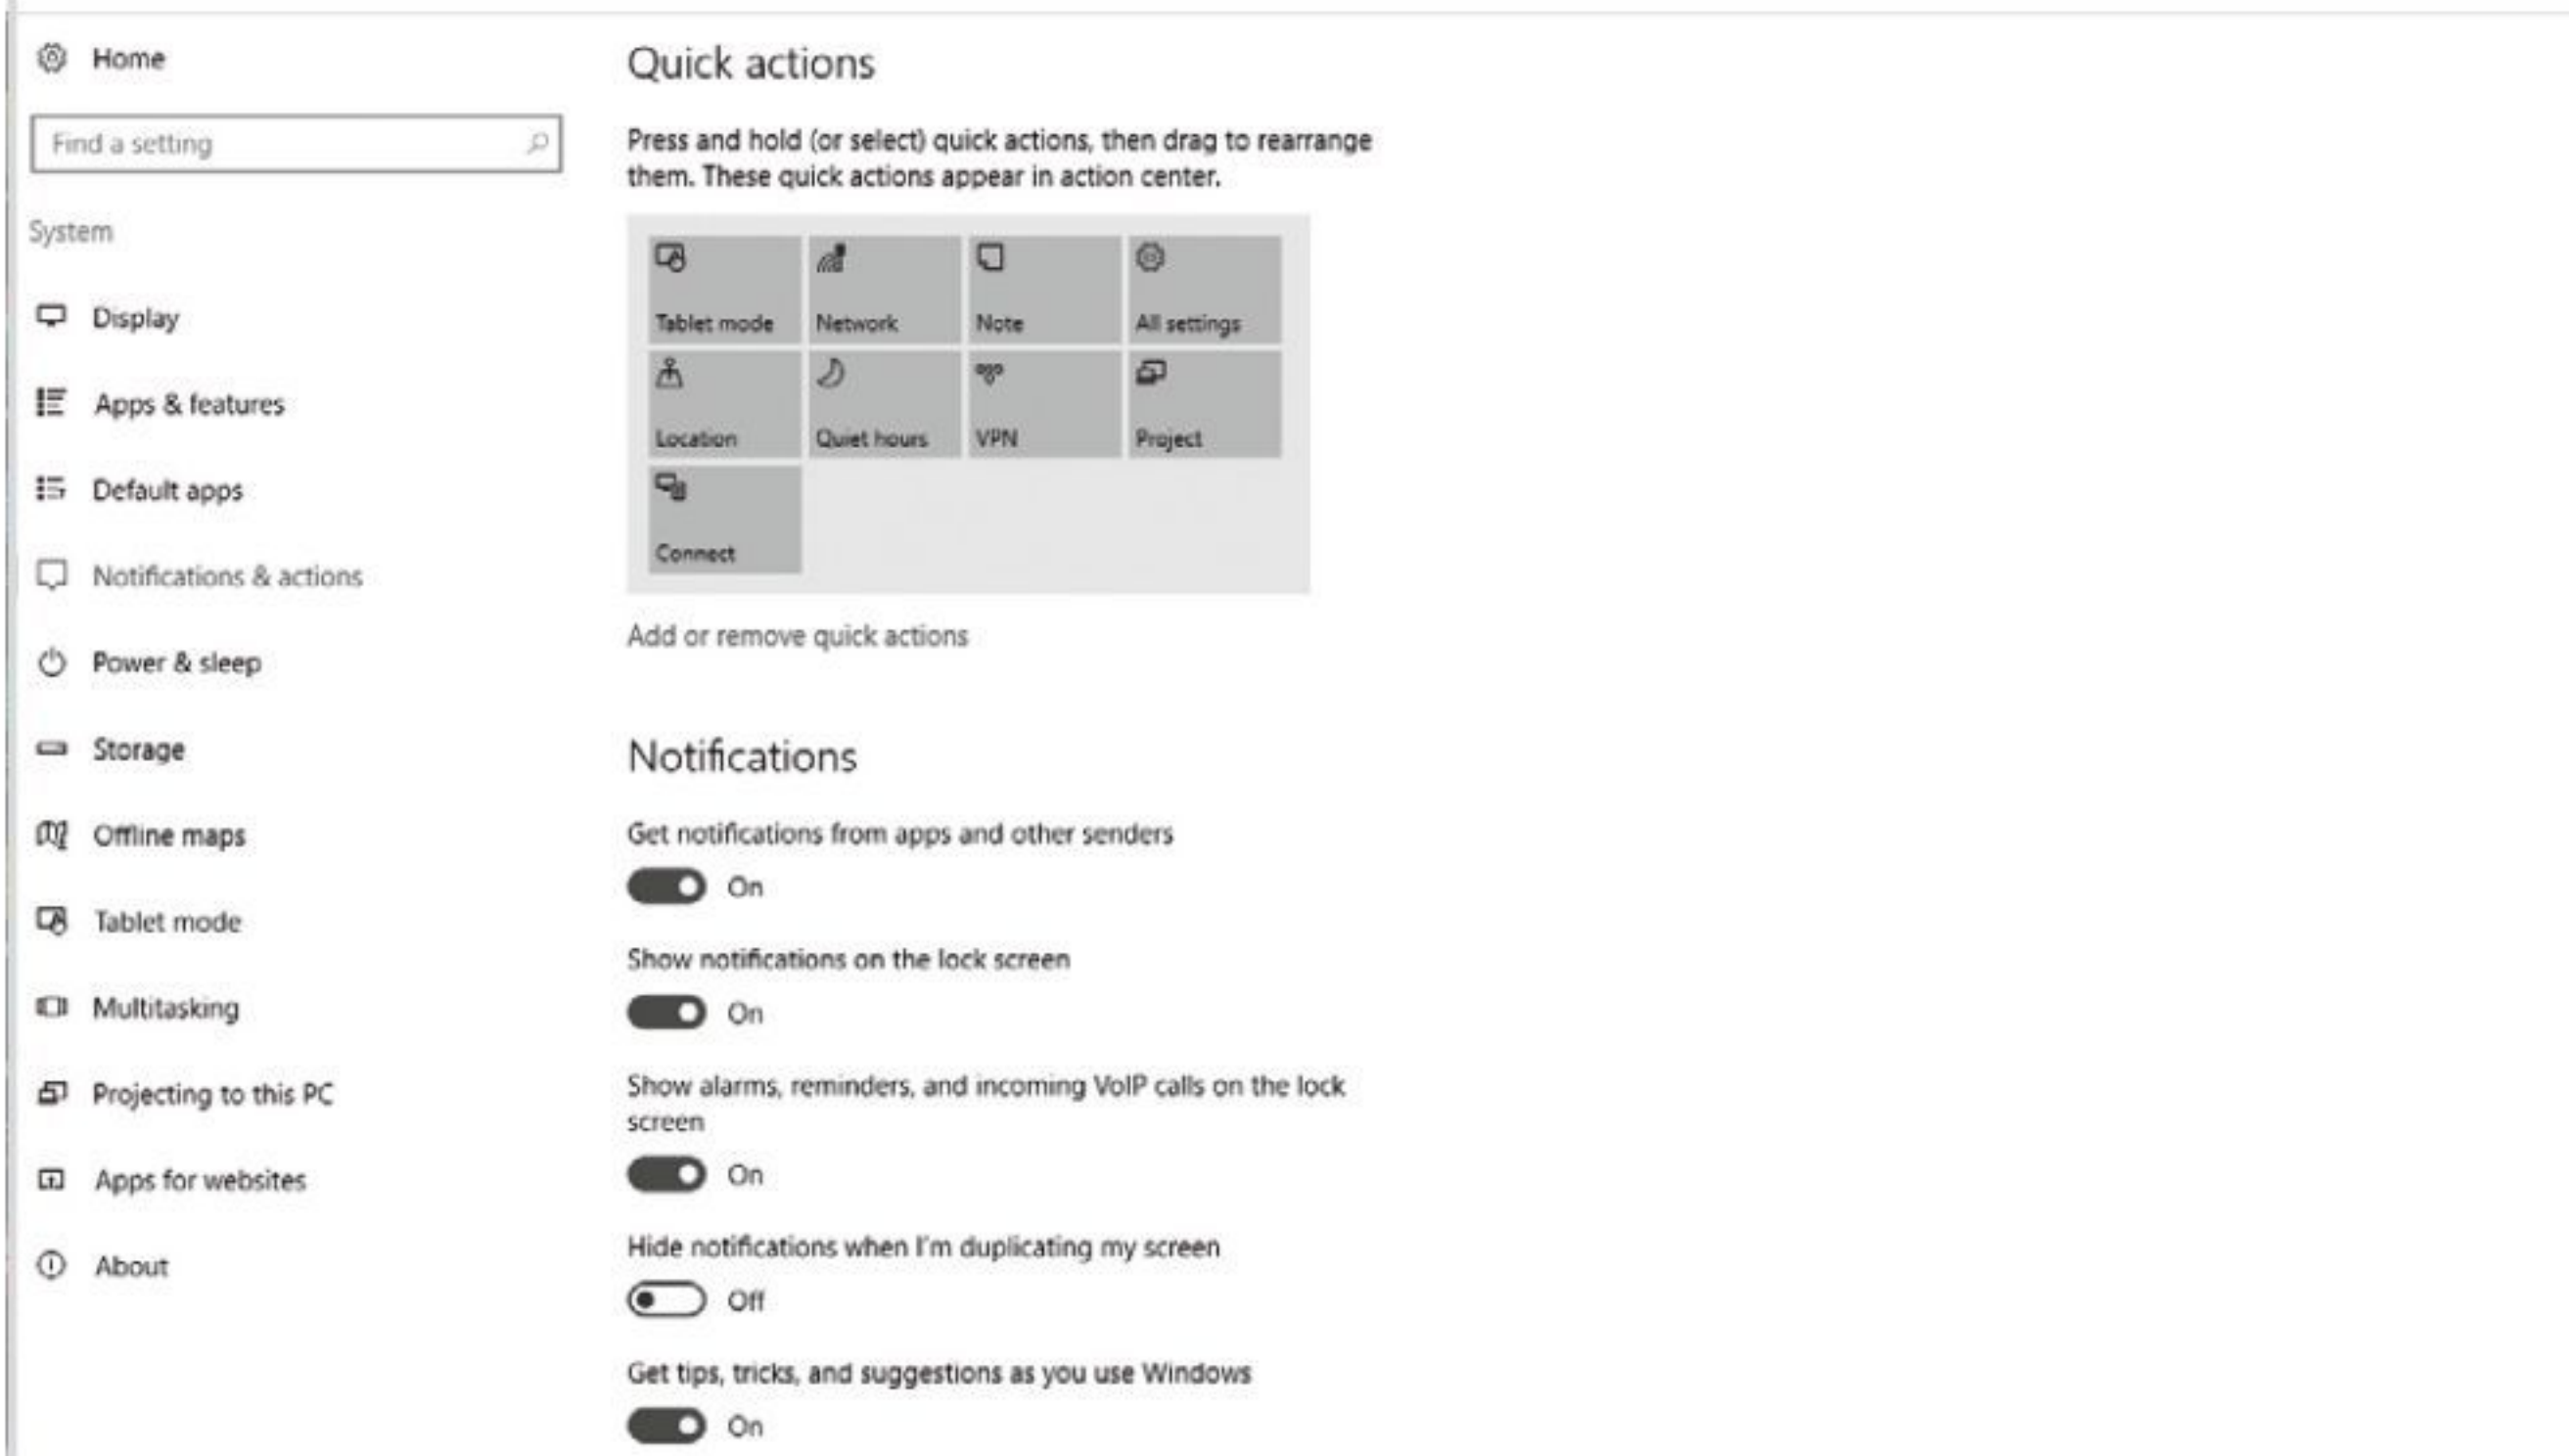 Home
Find a setting
System
Display
Apps & features
Default apps
Notifications & actions
Power & sleep
Storage
Offline maps
Tablet mode
Multitasking
Projecting to this PC
Apps for websites
About
Quick actions
Press and hold (or select) quick actions, then drag to rearrange
them. These quick actions appear in action center.
Tablet mode Network Note All settings
Location Quiet hours VPN Project
Connect
Add or remove quick actions
Notifications
Get notifications from apps and other senders
On
Show notifications on the lock screen
On
Show alarms, reminders, and incoming VoIP calls on the lock
screen
On
Hide notifications when I'm duplicating my screen
Off
Get tips, tricks, and suggestions as you use Windows
On